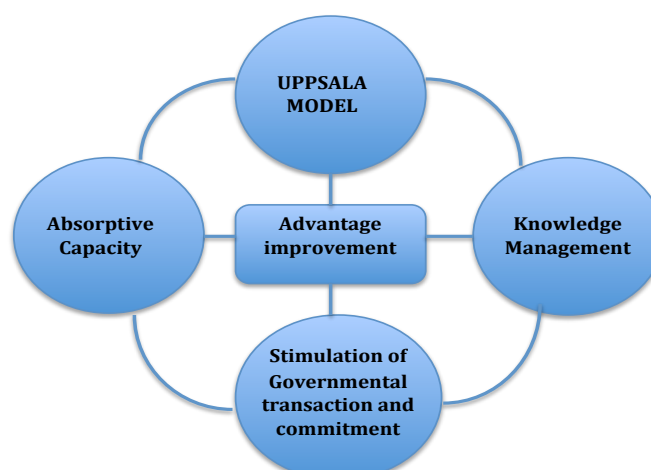 UPPSALA
MODEL
Absorptive
Capacity
Advantage
improvement
Knowledge
Management
Stimulation of
Governmental
transaction and
commitment